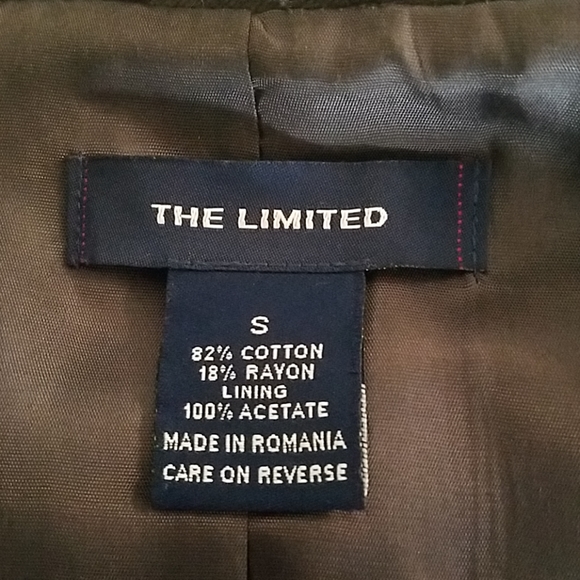 THE LIMITED
S
82% COTTON
18% RAYON
LINING
100% ACETATE
MADE IN ROMANIA
CARE ON REVERSE